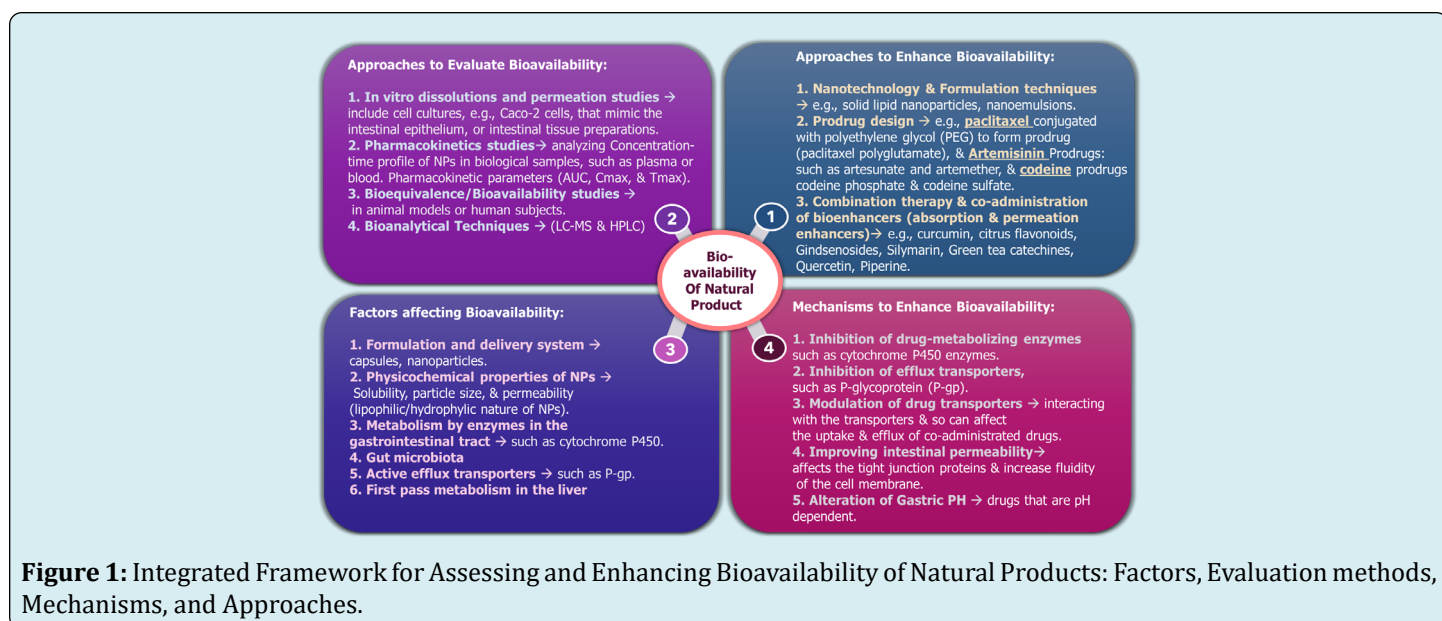 Approaches to Evaluate Bioavailability:
1. In vitro dissolutions and permeation studies →
include cell cultures, e.g., Caco-2 cells, that mimic the
intestinal epithelium, or intestinal tissue preparations.
2. Pharmacokinetics studies→ analyzing Concentration-
time profile of NPs in biological samples, such as plasma or
blood. Pharmacokinetic parameters (AUC, Cmax, & Tmax).
3. Bioequivalence/Bioavailability studies →
in animal models or human subjects.
4. Bioanalytical Techniques → (LC-MS & HPLC)
2
Approaches to Enhance Bioavailability:
1. Nanotechnology & Formulation techniques
→ e.g., solid lipid nanoparticles, nanoemulsions.
2. Prodrug design → e.g., paclitaxel conjugated
with polyethylene glycol (PEG) to form prodrug
(paclitaxel polyglutamate), & Artemisinin Prodrugs:
such as artesunate and artemether, & codeine prodrugs
codeine phosphate & codeine sulfate.
3. Combination therapy & co-administration
of bioenhancers (absorption & permeation
enhancers)→ e.g., curcumin, citrus flavonoids,
Gindsenosides, Silymarin, Green tea catechines,
Quercetin, Piperine.
1
Bio-
availability
Of Natural
Product
Factors affecting Bioavailability:
1. Formulation and delivery system →
capsules, nanoparticles.
2. Physicochemical properties of NPs →
Solubility, particle size, & permeability
(lipophilic/hydrophylic nature of NPs).
3. Metabolism by enzymes in the
gastrointestinal tract → such as cytochrome P450.
4. Gut microbiota
5. Active efflux transporters → such as P-gp.
6. First pass metabolism in the liver
3
Mechanisms to Enhance Bioavailability:
1. Inhibition of drug-metabolizing enzymes
such as cytochrome P450 enzymes.
2. Inhibition of efflux transporters,
such as P-glycoprotein (P-gp).
3. Modulation of drug transporters → interacting
with the transporters & so can affect
the uptake & efflux of co-administrated drugs.
4. Improving intestinal permeability→
affects the tight junction proteins & increase fluidity
of the cell membrane.
5. Alteration of Gastric PH → drugs that are pH
dependent.
4
Figure 1: Integrated Framework for Assessing and Enhancing Bioavailability of Natural Products: Factors, Evaluation methods,
Mechanisms, and Approaches.